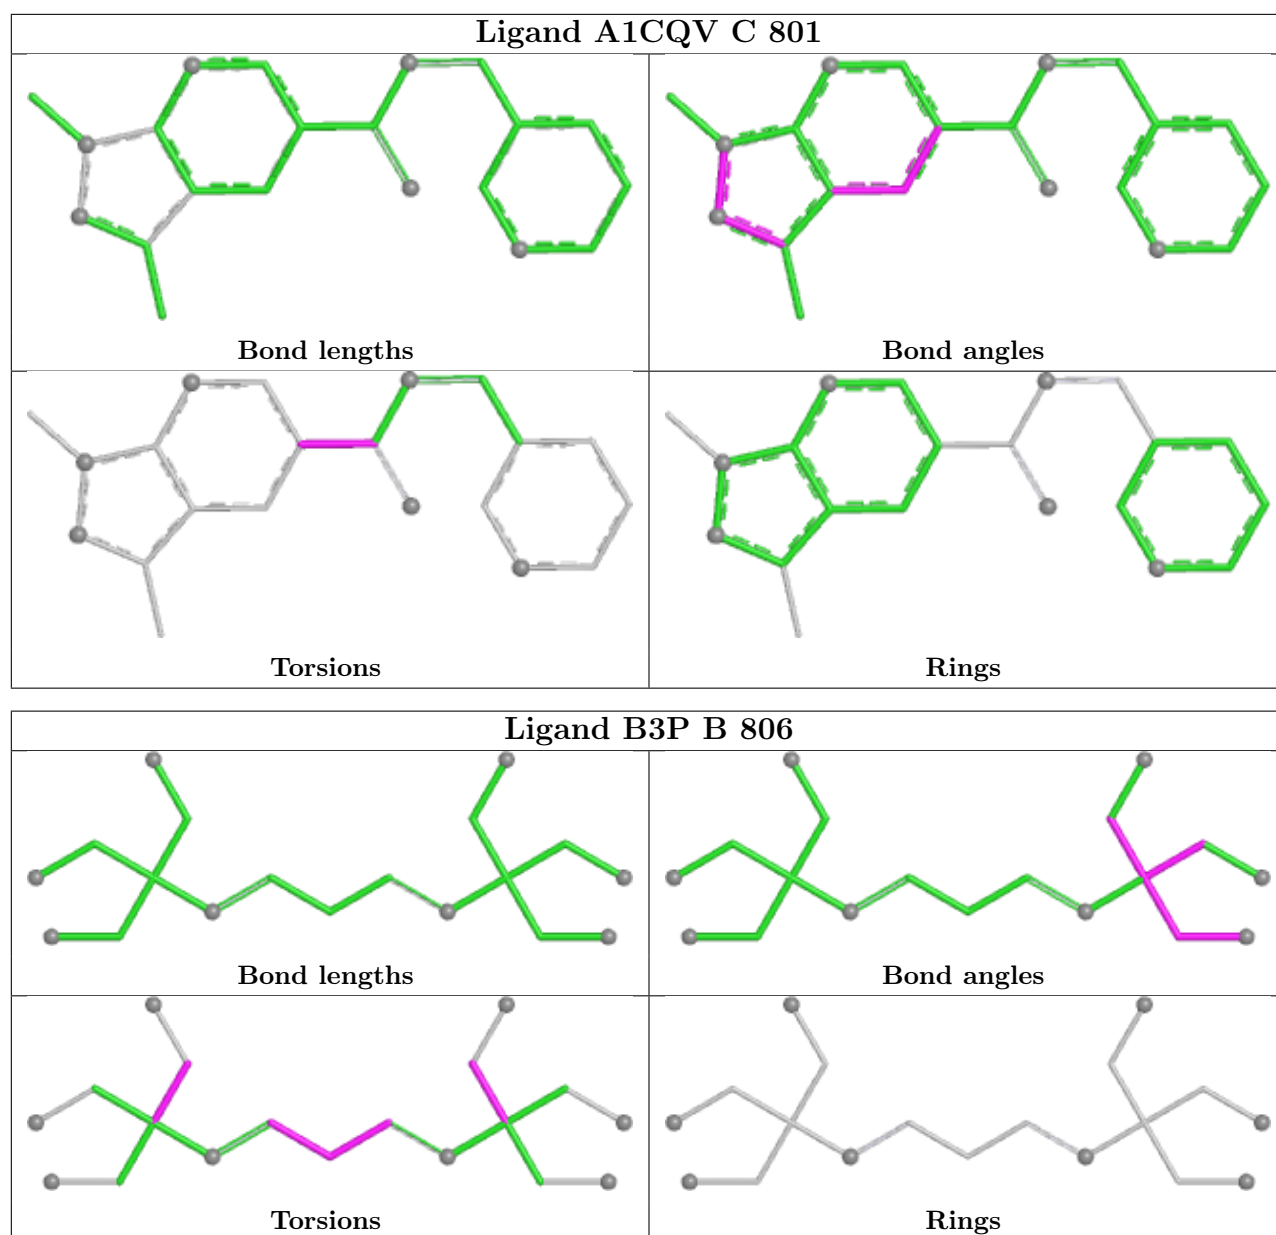 Ligand A1CQV C 801
Bond lengths
Bond angles
Torsions
Rings
Ligand B3P B 806
Bond lengths
Bond angles
Torsions
Rings